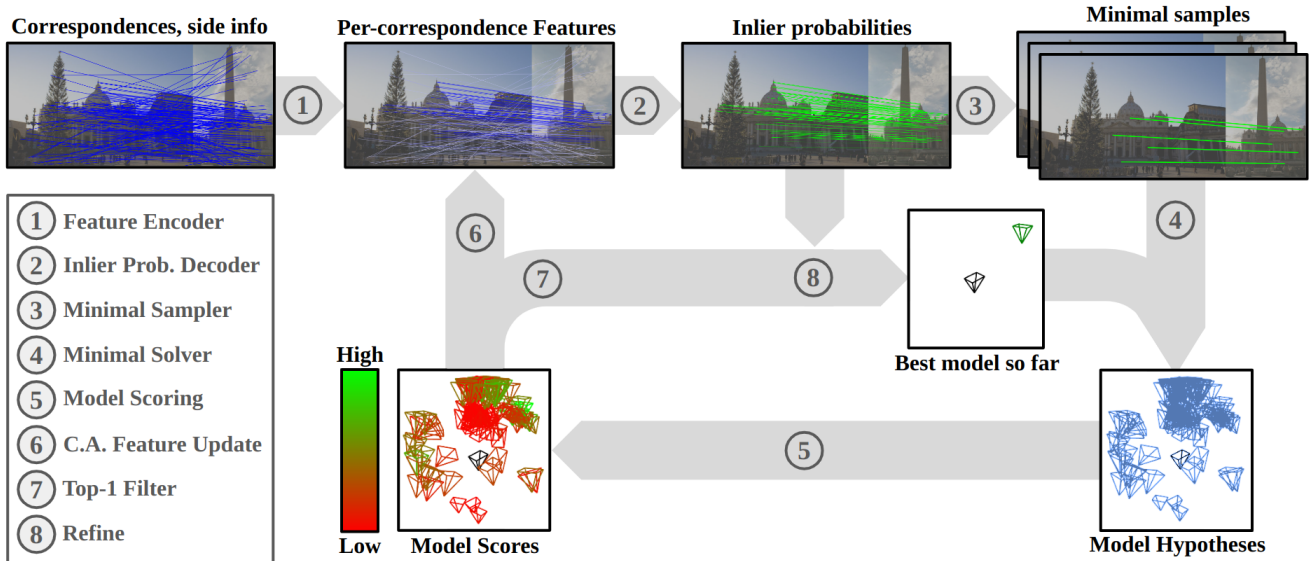 Correspondences, side info
Per-correspondence Features
Inlier probabilities
Minimal samples
1
2
3
1 Feature Encoder
2 Inlier Prob. Decoder
3 Minimal Sampler
4 Minimal Solver
5 Model Scoring
6 C.A. Feature Update
7 Top-1 Filter
8 Refine
6
7
8
4
Best model so far
High
Low
5
Model Scores
Model Hypotheses